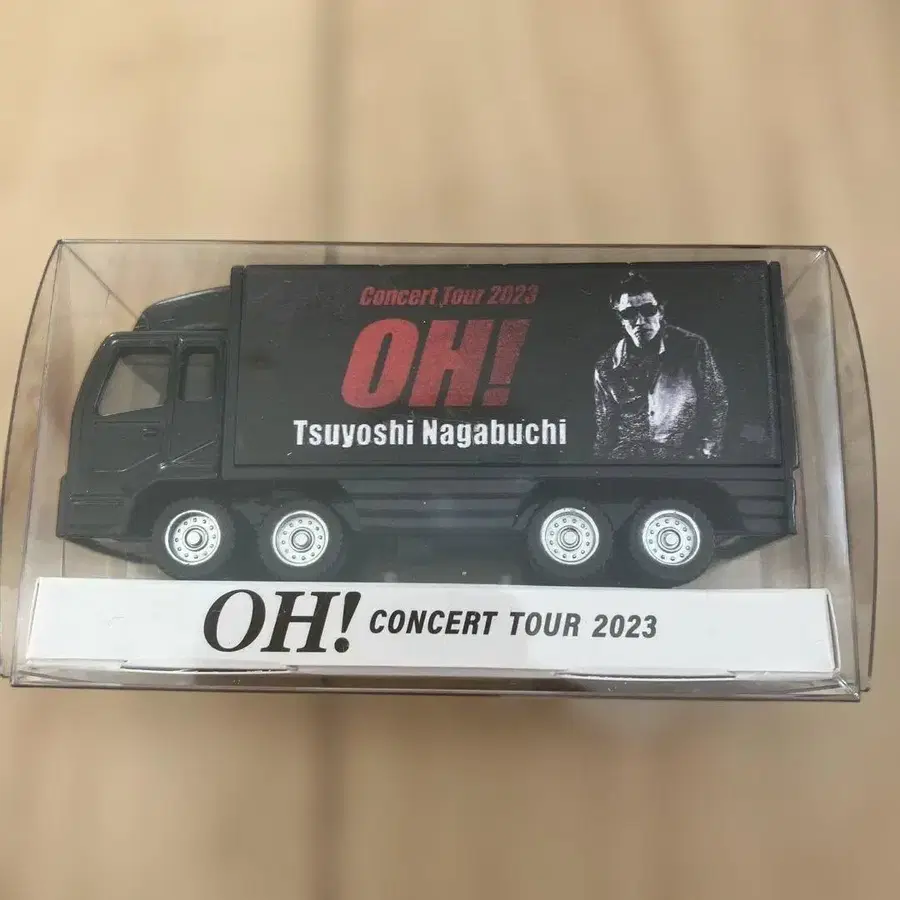 Concert Tour 2023
OH!
Tsuyoshi Nagabuchi
OH! CONCERT TOUR 2023